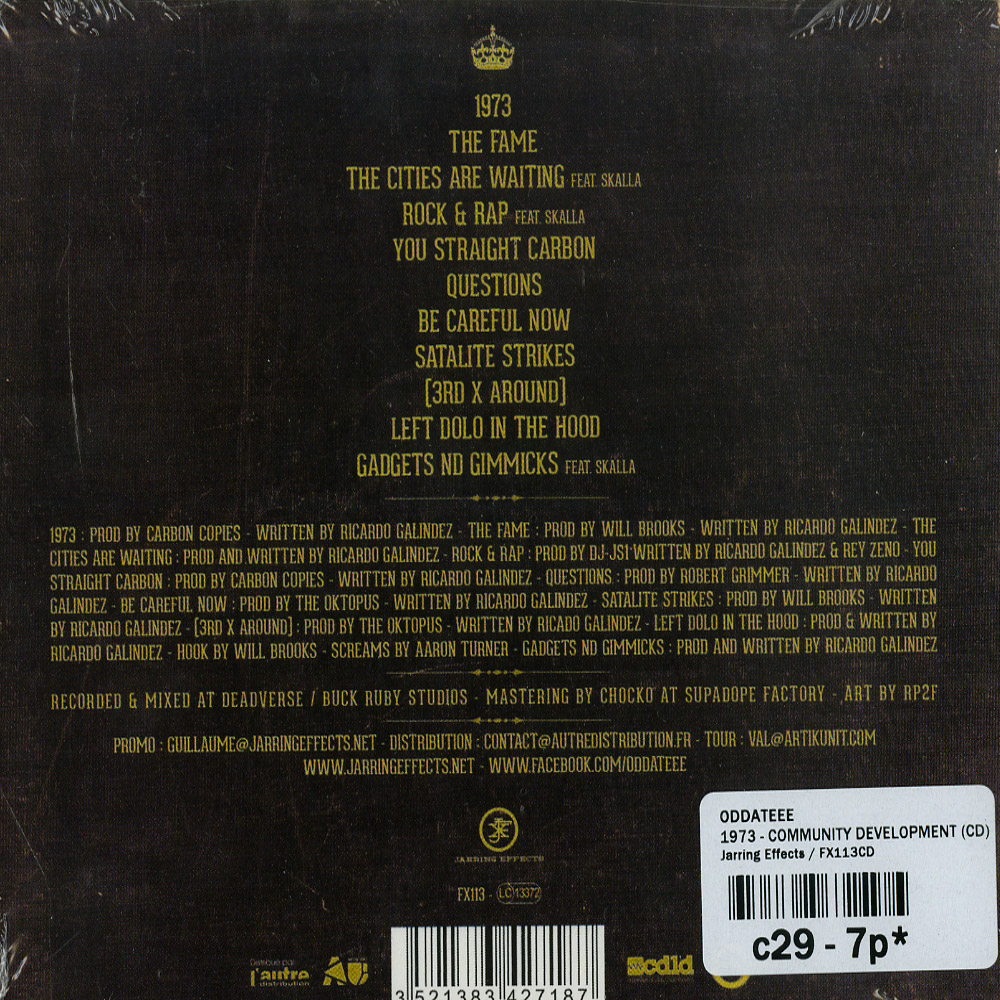 1973
THE FAME
THE CITIES ARE WAITING FEAT. SKALLA
ROCK & RAP FEAT. SKALLA
YOU STRAIGHT CARBON
QUESTIONS
BE CAREFUL NOW
SATALITE STRIKES
[3RD X AROUND]
LEFT DOLO IN THE HOOD
GADGETS ND GIMMICKS FEAT. SKALLA
1973 : PROD BY CARBON COPIES - WRITTEN BY RICARDO GALINDEZ - THE FAME : PROD BY WILL BROOKS - WRITTEN BY RICARDO GALINDEZ - THE
CITIES ARE WAITING : PROD AND WRITTEN BY RICARDO GALINDEZ - ROCK & RAP : PROD BY DJ-JS1 WRITTEN BY RICARDO GALINDEZ & REY ZENO - YOU
STRAIGHT CARBON : PROD BY CARBON COPIES - WRITTEN BY RICARDO GALINDEZ - QUESTIONS : PROD BY ROBERT GRIMMER - WRITTEN BY RICARDO
GALINDEZ - BE CAREFUL NOW : PROD BY THE OKTOPUS - WRITTEN BY RICARDO GALINDEZ - SATALITE STRIKES : PROD BY WILL BROOKS - WRITTEN
BY RICARDO GALINDEZ - [3RD X AROUND] : PROD BY THE OKTOPUS - WRITTEN BY RICADO GALINDEZ - LEFT DOLO IN THE HOOD : PROD & WRITTEN BY
RICARDO GALINDEZ - HOOK BY WILL BROOKS - SCREAMS BY AARON TURNER - GADGETS ND GIMMICKS : PROD AND WRITTEN BY RICARDO GALINDEZ
RECORDED & MIXED AT DEADVERSE / BUCK RUBY STUDIOS - MASTERING BY CHOCKO AT SUPADOPE FACTORY - ART BY RP2F
PROMO : GUILLAUME@JARRINGEFFECTS.NET - DISTRIBUTION : CONTACT@AUTREDISTRIBUTION.FR - TOUR : VAL@ARTIKUNIT.COM
WWW.JARRINGEFFECTS.NET - WWW.FACEBOOK.COM/ODDATEEE
JARRING EFFECTS
FX113 - LC 13372
Distribué par
l'autre
distribution
AU
3 521383 427187
cd1d
ODDATEEE
1973 - COMMUNITY DEVELOPMENT (CD)
Jarring Effects / FX113CD
c29 - 7p*